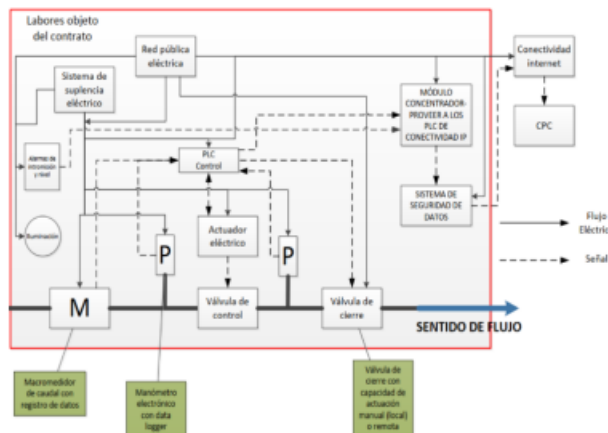 Labores objeto
del contrato
Red pública
eléctrica
Conectividad
internet
Sistema de
suplencia
eléctrico
MÓDULO
CONCENTRADOR-
PROVEER A LOS
PLC DE
CONECTIVIDAD IP
CPC
Alarmas de
intromisión
y nivel
PLC
Control
SISTEMA DE
SEGURIDAD DE
DATOS
Iluminación
Actuador
eléctrico
P
P
Flujo
Eléctri
Señal
M
Válvula de
control
Válvula de
cierre
SENTIDO DE FLUJO
Macromedidor
de caudal con
registro de datos
Manómetro
electrónico
con data
logger
Válvula de
cierre con
capacidad de
actuación
manual (local)
o remota